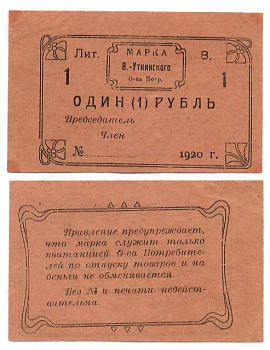 Лит. МАРКА В.
В.-Уткинского
О-ва Потр.
1 1
ОДИН (1) РУБЛЬ
Председатель
Член
№ 1920 г.
Правление предупреждает,
что марка служит только
квитанцией О-ва Потребите-
лей по отпуску товаров и на
деньги не обменивается.
Без № и печати недейст-
вительна.